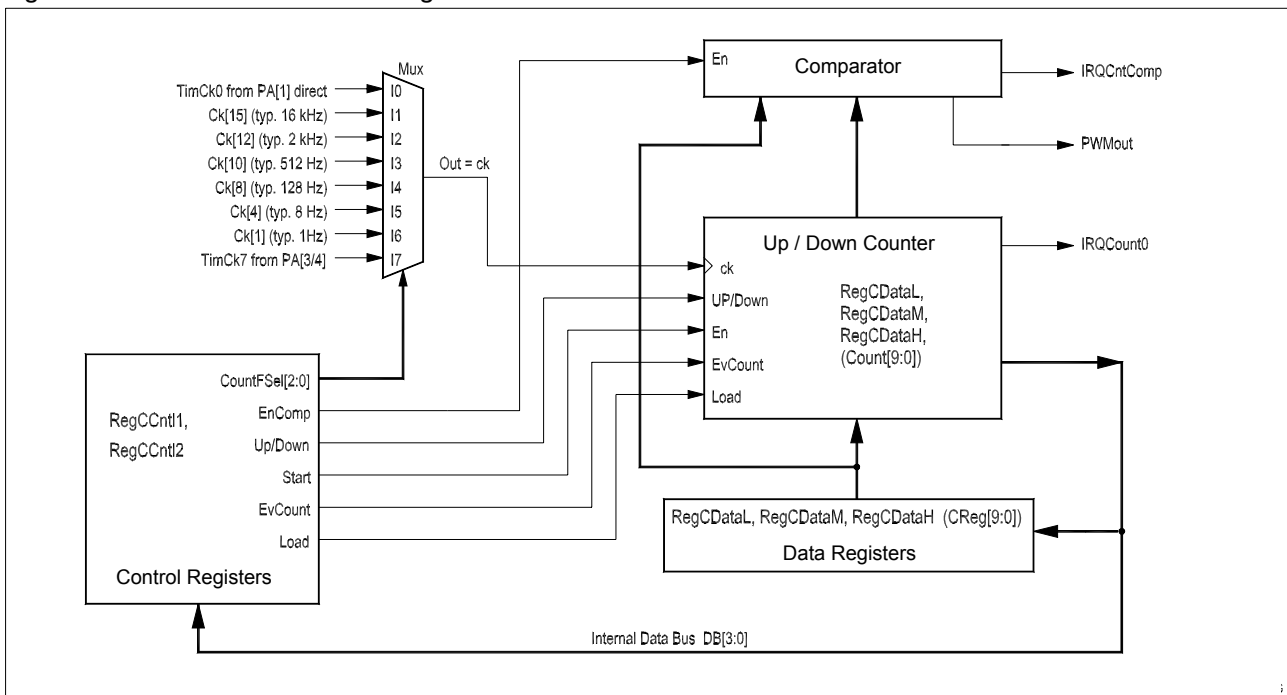 Mux
TimCk0 from PA[1] direct
Ck[15] (typ. 16 kHz)
Ck[12] (typ. 2 kHz)
Ck[10] (typ. 512 Hz)
Ck[8] (typ. 128 Hz)
Ck[4] (typ. 8 Hz)
Ck[1] (typ. 1Hz)
TimCk7 from PA[3/4]
I0
I1
I2
I3
I4
I5
I6
I7
Out = ck
En
Comparator
IRQCntComp
PWMout
Up / Down Counter
IRQCount0
ck
UP/Down
En
EvCount
Load
RegCDataL,
RegCDataM,
RegCDataH,
(Count[9:0])
CountFSel[2:0]
EnComp
Up/Down
Start
EvCount
Load
RegCCntl1,
RegCCntl2
Control Registers
RegCDataL, RegCDataM, RegCDataH (CReg[9:0])
Data Registers
Internal Data Bus DB[3:0]